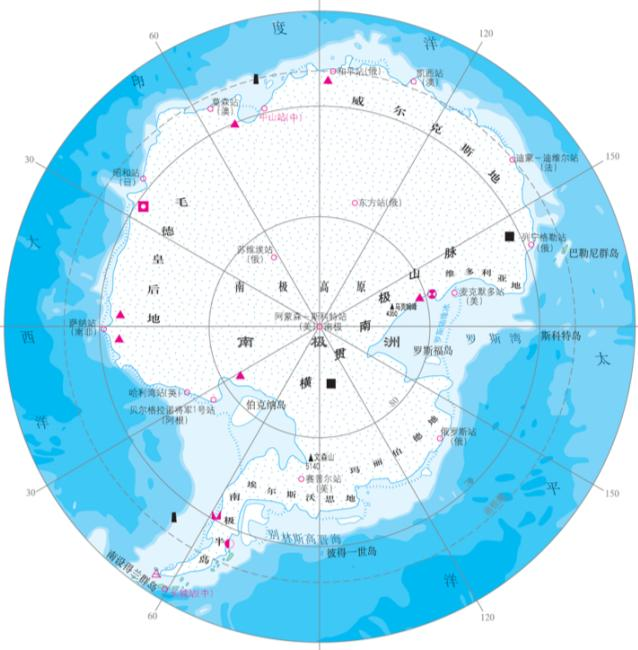 度
洋
60
120
印
和平站(俄)
凯西站
(澳)
莫森站
(澳)
中山站(中)
威尔克斯地
30
150
昭和站
(日)
迪蒙-迪维尔站
(法)
毛德皇后地
东方站(俄)
大
列宁格勒站
(俄)
巴勒尼群岛
苏维埃站
(俄)
横贯南极山脉
维多利亚地
南极高原
麦克默多站
(美)
4350
阿蒙森-斯科特站
(美)
南极
萨纳站
(南非)
西
南极洲
罗斯福岛
罗斯海
斯科特岛
太
哈利湾站(英)
贝尔格拉诺将军1号站
(阿根)
伯克纳岛
80
洋
俄罗斯站
(俄)
文森山
5140
玛丽伯德地
赛普尔站
(美)
埃尔斯沃思地
30
150
平
南极半岛
别林斯高晋海
彼得一世岛
南设得兰群岛
长城站(中)
洋
60
120